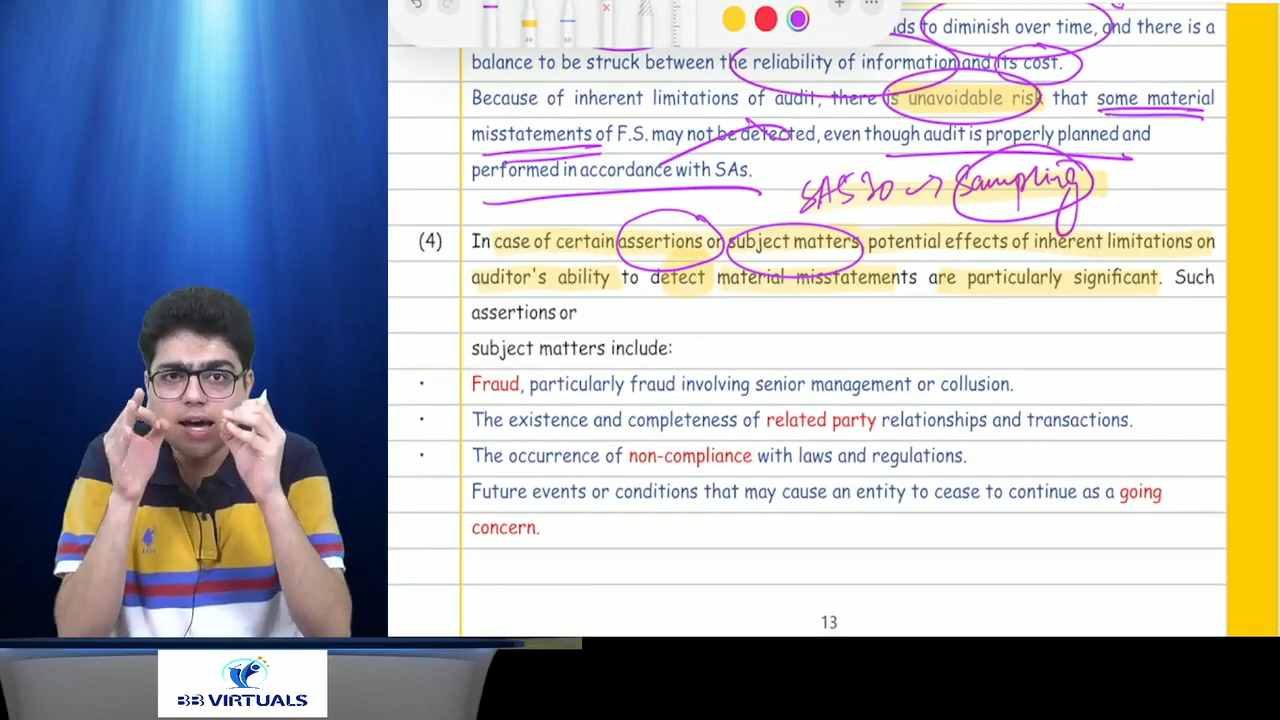 ds to diminish over time, and there is a
balance to be struck between the reliability of information and its cost.
Because of inherent limitations of audit, there is unavoidable risk that some material
misstatements of F.S. may not be detected, even though audit is properly planned and
performed in accordance with SAs.
SA530 → Sampling
(4) In case of certain assertions or subject matters, potential effects of inherent limitations on
auditor's ability to detect material misstatements are particularly significant. Such
assertions or
subject matters include:
· Fraud, particularly fraud involving senior management or collusion.
· The existence and completeness of related party relationships and transactions.
· The occurrence of non-compliance with laws and regulations.
Future events or conditions that may cause an entity to cease to continue as a going
concern.
13
BB VIRTUALS